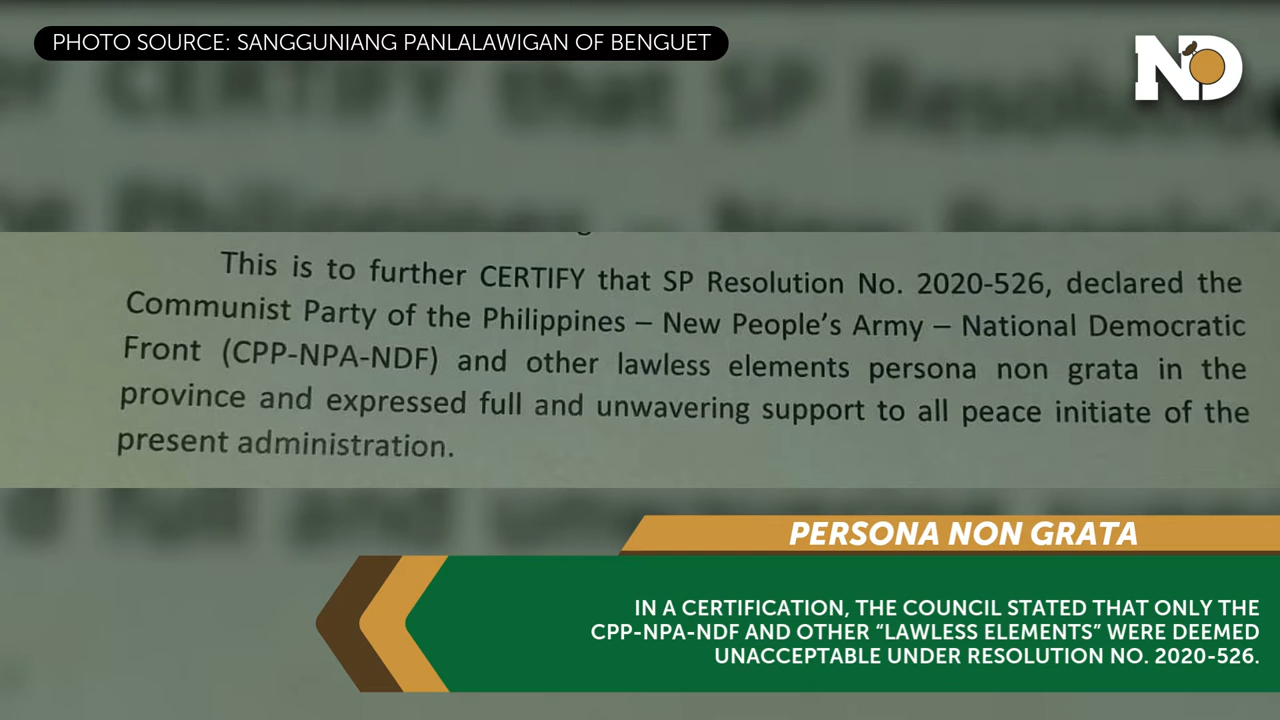 PHOTO SOURCE: SANGGUNIANG PANLALAWIGAN OF BENGUET
ND
CERTIFY that SP
This is to further CERTIFY that SP Resolution No. 2020-526, declared the
Communist Party of the Philippines – New People's Army – National Democratic
Front (CPP-NPA-NDF) and other lawless elements persona non grata in the
province and expressed full and unwavering support to all peace initiate of the
present administration.
PERSONA NON GRATA
IN A CERTIFICATION, THE COUNCIL STATED THAT ONLY THE
CPP-NPA-NDF AND OTHER “LAWLESS ELEMENTS” WERE DEEMED
UNACCEPTABLE UNDER RESOLUTION NO. 2020-526.